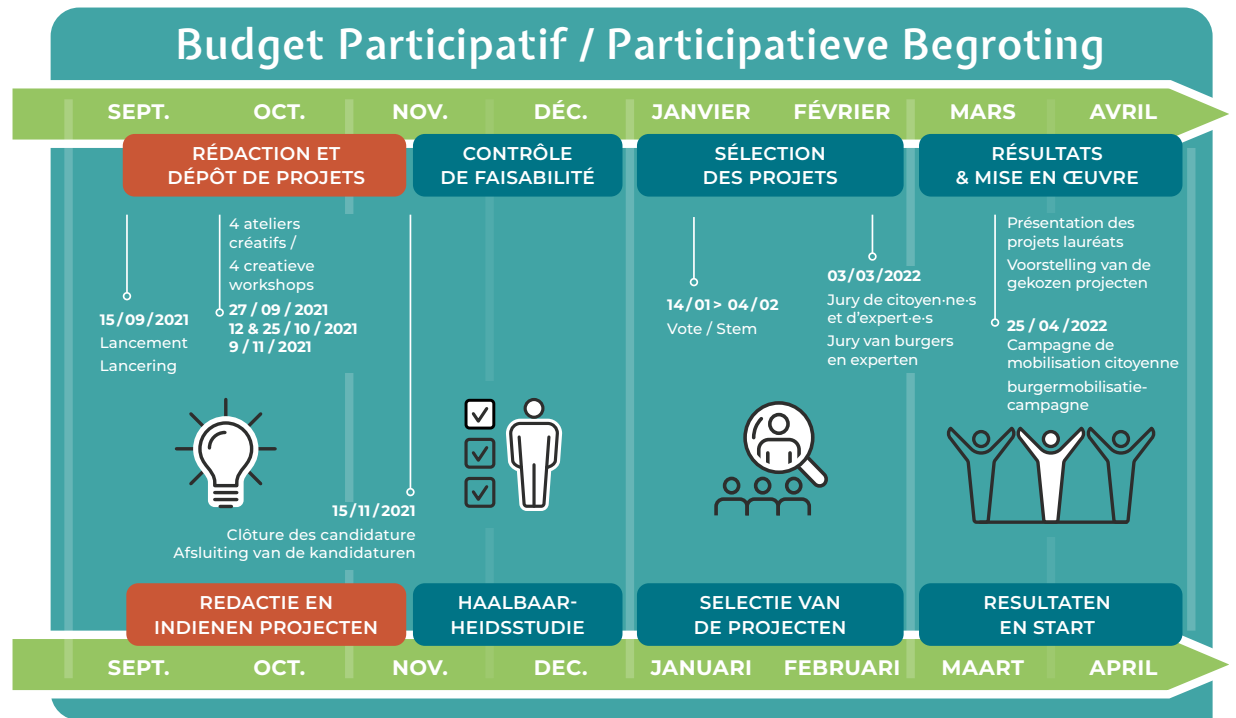 Budget Participatif / Participatieve Begroting
SEPT. OCT. NOV. DÉC. JANVIER FÉVRIER MARS AVRIL
RÉDACTION ET
DÉPÔT DE PROJETS
CONTRÔLE
DE FAISABILITÉ
SÉLECTION
DES PROJETS
RÉSULTATS
& MISE EN ŒUVRE
15/09/2021
Lancement
Lancering
4 ateliers
créatifs /
4 creatieve
workshops
27 / 09 / 2021
12 & 25 / 10 / 2021
9 / 11 / 2021
15/11/2021
Clôture des candidature
Afsluiting van de kandidaturen
14/01 > 04/02
Vote / Stem
03/03/2022
Jury de citoyen·ne·s
et d'expert·e·s
Jury van burgers
en experten
Présentation des
projets lauréats
Voorstelling van de
gekozen projecten
25 / 04 / 2022
Campagne de
mobilisation citoyenne
burgermobilisatie-
campagne
REDACTIE EN
INDIENEN PROJECTEN
HAALBAAR-
HEIDSSTUDIE
SELECTIE VAN
DE PROJECTEN
RESULTATEN
EN START
SEPT. OCT. NOV. DEC. JANUARI FEBRUARI MAART APRIL